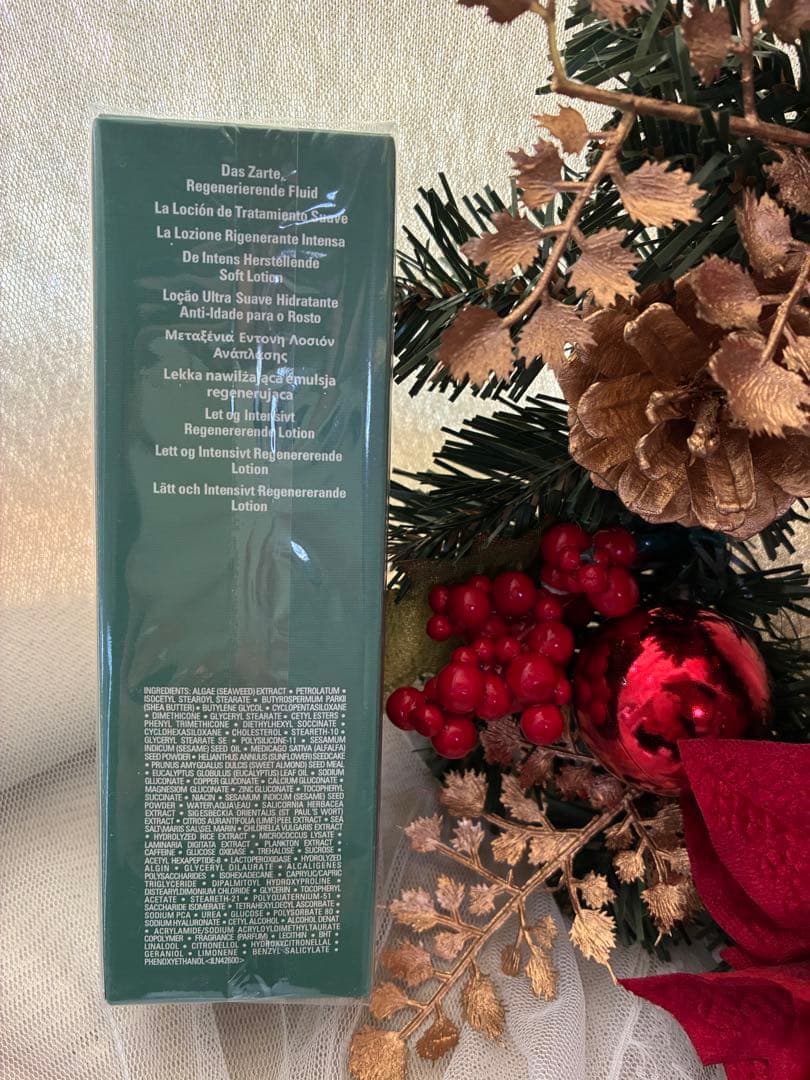 Das Zarte,
Regenerierende Fluid
La Loción de Tratamiento Suave
La Lozione Rigenerante Intensa
De Intens Herstellende
Soft Lotion
Loção Ultra Suave Hidratante
Anti-Idade para o Rosto
Μεταξένια Έντονη Λοσιόν
Ανάπλασης
Lekka nawilżająca emulsja
regenerująca
Let og Intensivt
Regenererende Lotion
Lett og Intensivt Regenererende
Lotion
Lätt och Intensivt Regenererande
Lotion
INGREDIENTS: ALGAE (SEAWEED) EXTRACT • PETROLATUM •
ISOCETYL STEAROYL STEARATE • BUTYROSPERMUM PARKII
(SHEA BUTTER) • BUTYLENE GLYCOL • CYCLOPENTASILOXANE
• DIMETHICONE • GLYCERYL STEARATE • CETYL ESTERS •
PHENYL TRIMETHICONE • DIETHYLHEXYL SUCCINATE •
CYCLOHEXASILOXANE • CHOLESTEROL • STEARETH-10 •
GLYCERYL STEARATE SE • POLYSILICONE-11 • SESAMUM
INDICUM (SESAME) SEED OIL • MEDICAGO SATIVA (ALFALFA)
SEED POWDER • HELIANTHUS ANNUUS (SUNFLOWER) SEEDCAKE
• PRUNUS AMYGDALUS DULCIS (SWEET ALMOND) SEED MEAL
• EUCALYPTUS GLOBULUS (EUCALYPTUS) LEAF OIL • SODIUM
GLUCONATE • COPPER GLUCONATE • CALCIUM GLUCONATE •
MAGNESIUM GLUCONATE • ZINC GLUCONATE • TOCOPHERYL
SUCCINATE • NIACIN • SESAMUM INDICUM (SESAME) SEED
POWDER • WATER\AQUA\EAU • SALICORNIA HERBACEA
EXTRACT • SIGESBECKIA ORIENTALIS (ST PAUL'S WORT)
EXTRACT • CITRUS AURANTIFOLIA (LIME) PEEL EXTRACT • SEA
SALT\MARIS SAL\SEL MARIN • CHLORELLA VULGARIS EXTRACT
• HYDROLYZED RICE EXTRACT • MICROCOCCUS LYSATE •
LAMINARIA DIGITATA EXTRACT • PLANKTON EXTRACT •
CAFFEINE • GLUCOSE OXIDASE • TREHALOSE • SUCROSE •
ACETYL HEXAPEPTIDE-8 • LACTOPEROXIDASE • HYDROLYZED
ALGIN • GLYCERYL DILAURATE • ALCALIGENES
POLYSACCHARIDES • ISOHEXADECANE • CAPRYLIC/CAPRIC
TRIGLYCERIDE • DIPALMITOYL HYDROXYPROLINE •
DISTEARYLDIMONIUM CHLORIDE • GLYCERIN • TOCOPHERYL
ACETATE • STEARETH-21 • POLYQUATERNIUM-51 •
SACCHARIDE ISOMERATE • TETRAHEXYLDECYL ASCORBATE •
SODIUM PCA • UREA • GLUCOSE • POLYSORBATE 80 •
SODIUM HYALURONATE • CETYL ALCOHOL • ALCOHOL DENAT
• ACRYLAMIDE/SODIUM ACRYLOYLDIMETHYLTAURATE
COPOLYMER • FRAGRANCE (PARFUM) • LECITHIN • BHT •
LINALOOL • CITRONELLOL • HYDROXYCITRONELLAL •
GERANIOL • LIMONENE • BENZYL SALICYLATE •
PHENOXYETHANOL <ILN42600>